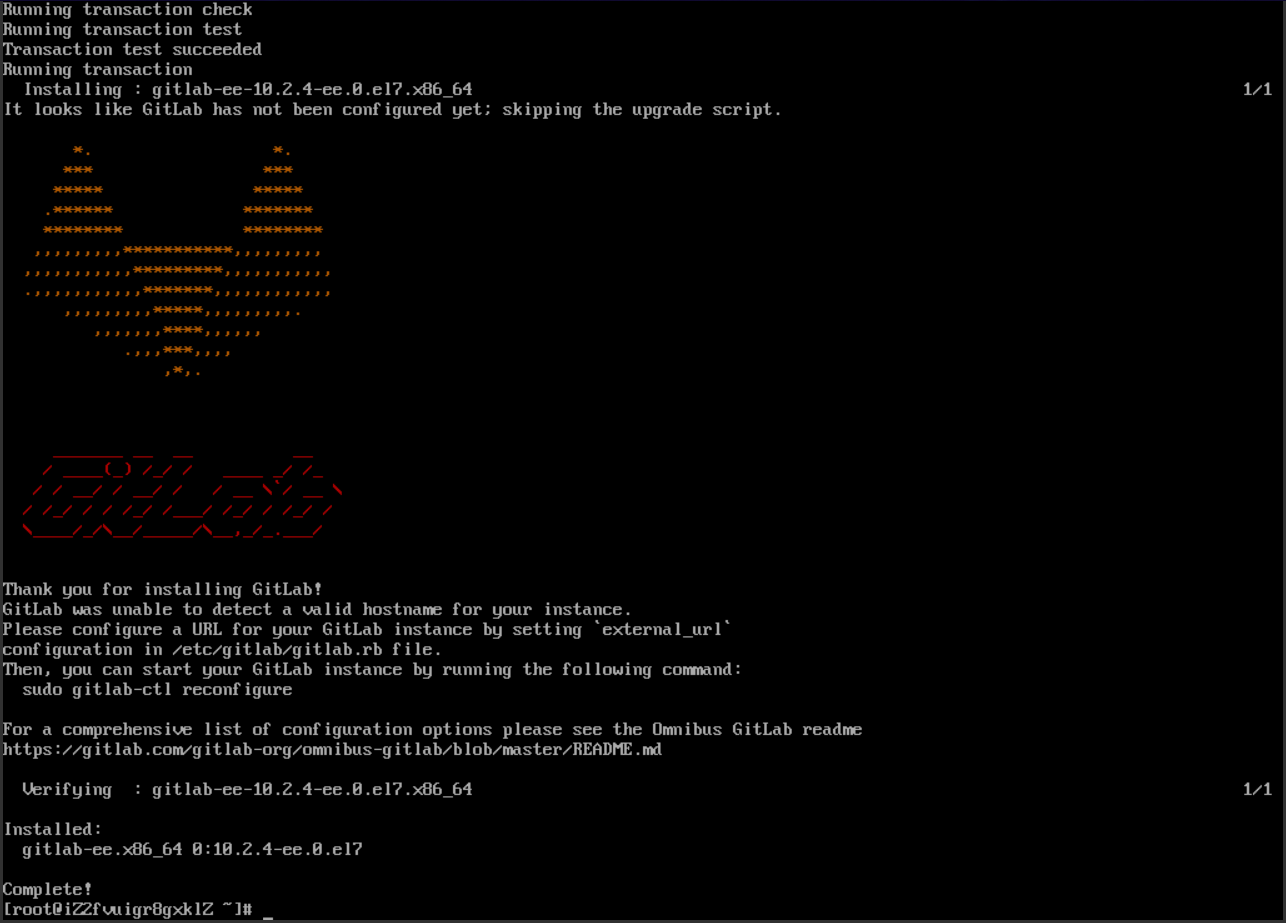 Running transaction check
Running transaction test
Transaction test succeeded
Running transaction
  Installing : gitlab-ee-10.2.4-ee.0.el7.x86_64                                                                             1/1
It looks like GitLab has not been configured yet; skipping the upgrade script.
GitLab
Thank you for installing GitLab!
GitLab was unable to detect a valid hostname for your instance.
Please configure a URL for your GitLab instance by setting `external_url`
configuration in /etc/gitlab/gitlab.rb file.
Then, you can start your GitLab instance by running the following command:
  sudo gitlab-ctl reconfigure
For a comprehensive list of configuration options please see the Omnibus GitLab readme
https://gitlab.com/gitlab-org/omnibus-gitlab/blob/master/README.md
  Verifying  : gitlab-ee-10.2.4-ee.0.el7.x86_64                                                                             1/1
Installed:
  gitlab-ee.x86_64 0:10.2.4-ee.0.el7
Complete!
[root@iZ2fvuigr8gxklZ ~]# _